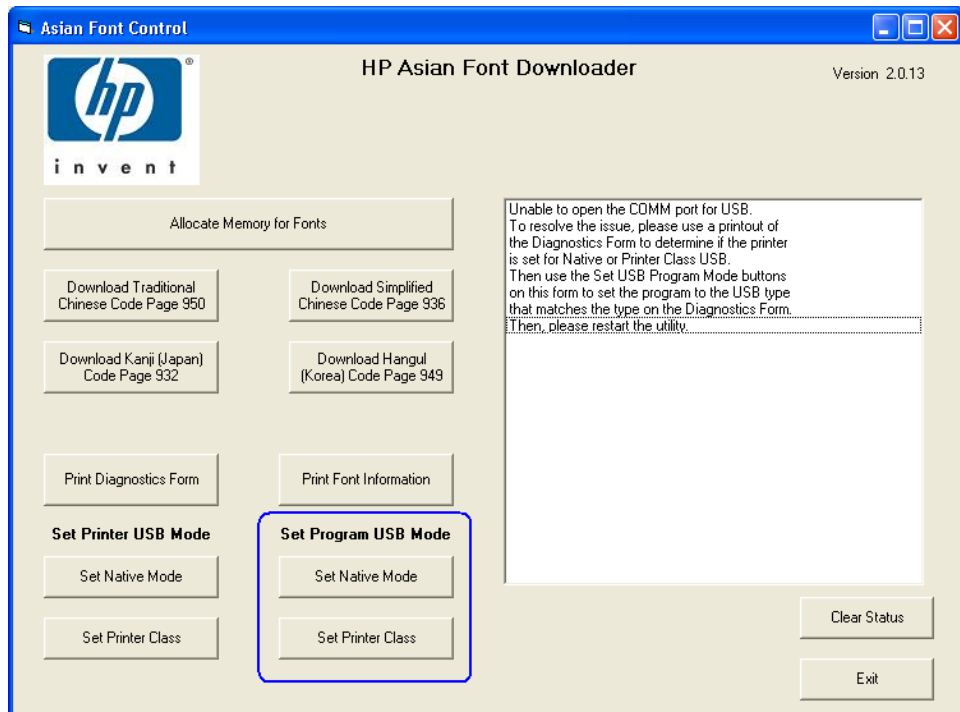 Asian Font Control
HP Asian Font Downloader
Version 2.0.13
hp
®
invent
Allocate Memory for Fonts
Download Traditional
Chinese Code Page 950
Download Simplified
Chinese Code Page 936
Download Kanji (Japan)
Code Page 932
Download Hangul
(Korea) Code Page 949
Print Diagnostics Form
Print Font Information
Set Printer USB Mode
Set Program USB Mode
Set Native Mode
Set Native Mode
Set Printer Class
Set Printer Class
Unable to open the COMM port for USB.
To resolve the issue, please use a printout of
the Diagnostics Form to determine if the printer
is set for Native or Printer Class USB.
Then use the Set USB Program Mode buttons
on this form to set the program to the USB type
that matches the type on the Diagnostics Form.
Then, please restart the utility.
Clear Status
Exit